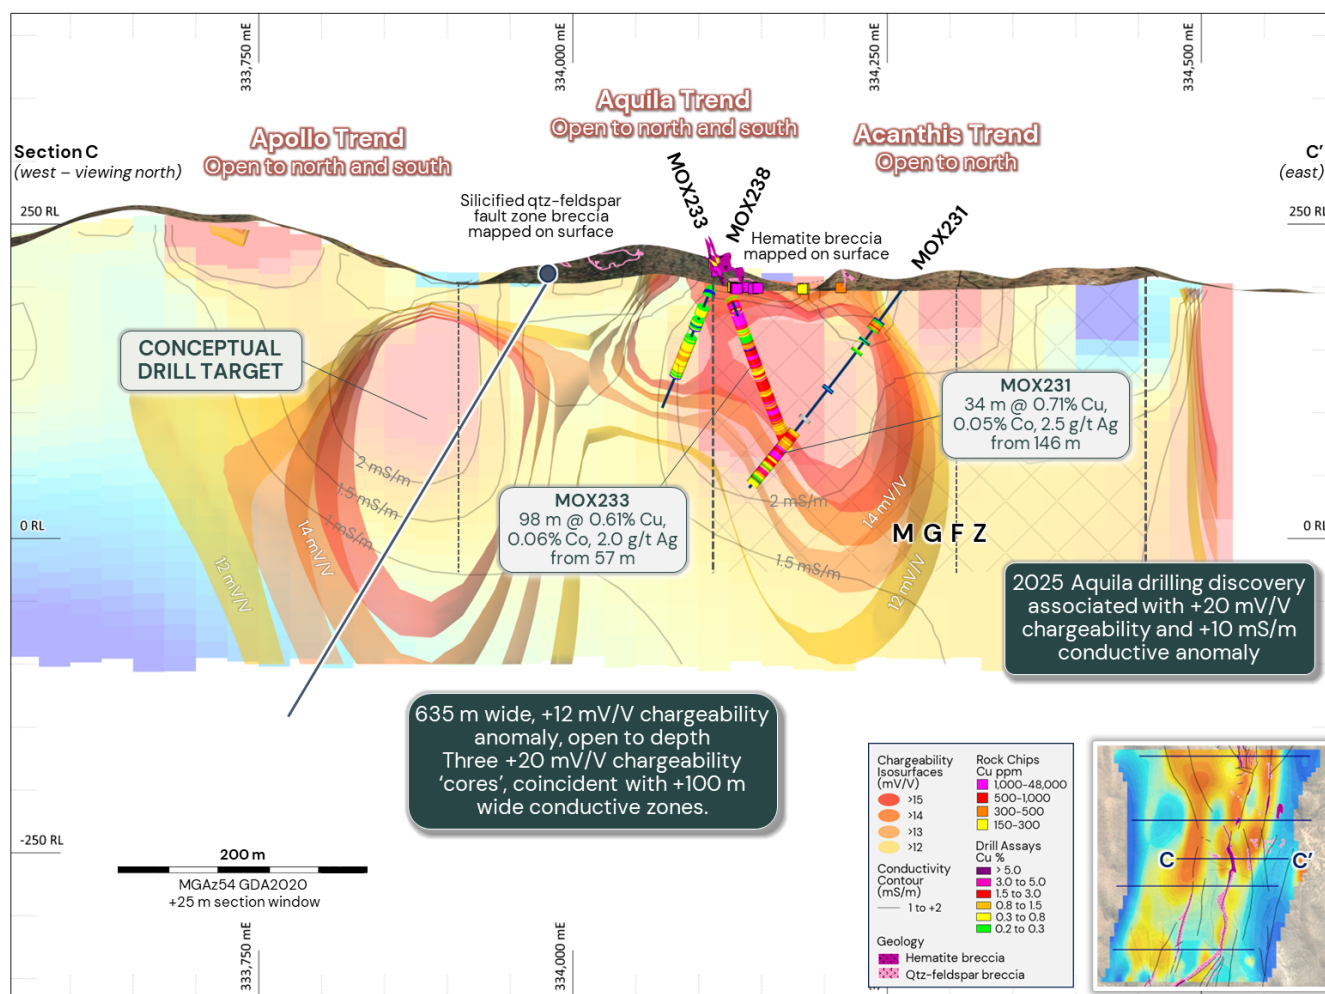 333,750 mE
334,000 mE
334,250 mE
334,500 mE
Aquila Trend
Open to north and south
Apollo Trend
Open to north and south
Acanthis Trend
Open to north
Section C
(west – viewing north)
C'
(east)
MOX233
MOX238
MOX231
Silicified qtz-feldspar
fault zone breccia
mapped on surface
Hematite breccia
mapped on surface
250 RL
250 RL
CONCEPTUAL
DRILL TARGET
MOX231
34 m @ 0.71% Cu,
0.05% Co, 2.5 g/t Ag
from 146 m
2 mS/m
1.5 mS/m
1 mS/m
MOX233
98 m @ 0.61% Cu,
0.06% Co, 2.0 g/t Ag
from 57 m
2 mS/m
1.5 mS/m
14 mV/V
12 mV/V
14 mV/V
12 mV/V
M G F Z
0 RL
0 RL
2025 Aquila drilling discovery
associated with +20 mV/V
chargeability and +10 mS/m
conductive anomaly
635 m wide, +12 mV/V chargeability
anomaly, open to depth
Three +20 mV/V chargeability
'cores', coincident with +100 m
wide conductive zones.
-250 RL
200 m
MGAz54 GDA2020
+25 m section window
333,750 mE
334,000 mE
Chargeability
Isosurfaces
(mV/V)
>15
>14
>13
>12
Conductivity
Contour
(mS/m)
1 to +2
Rock Chips
Cu ppm
1,000-48,000
500-1,000
300-500
150-300
Drill Assays
Cu %
> 5.0
3.0 to 5.0
1.5 to 3.0
0.8 to 1.5
0.3 to 0.8
0.2 to 0.3
Geology
Hematite breccia
Qtz-feldspar breccia
C
C'